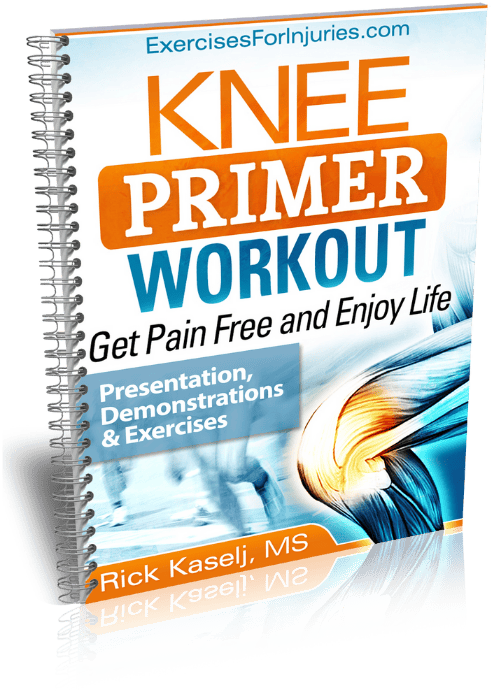 ExercisesForInjuries.com
KNEE
PRIMER
WORKOUT
Get Pain Free and Enjoy Life
Presentation,
Demonstrations
& Exercises
Rick Kaselj, MS